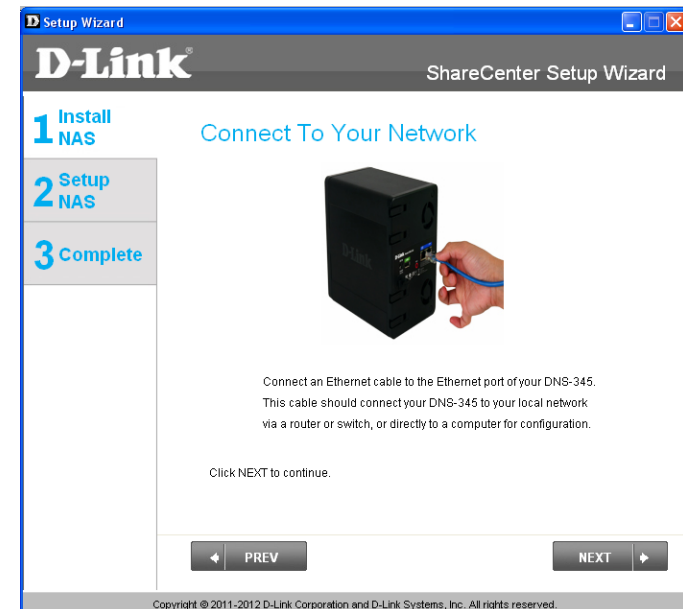 Setup Wizard
D-Link®
ShareCenter Setup Wizard
1 Install
NAS
2 Setup
NAS
3 Complete
Connect To Your Network
D-Link
Connect an Ethernet cable to the Ethernet port of your DNS-345.
This cable should connect your DNS-345 to your local network
via a router or switch, or directly to a computer for configuration.
Click NEXT to continue.
PREV
NEXT
Copyright © 2011-2012 D-Link Corporation and D-Link Systems, Inc. All rights reserved.